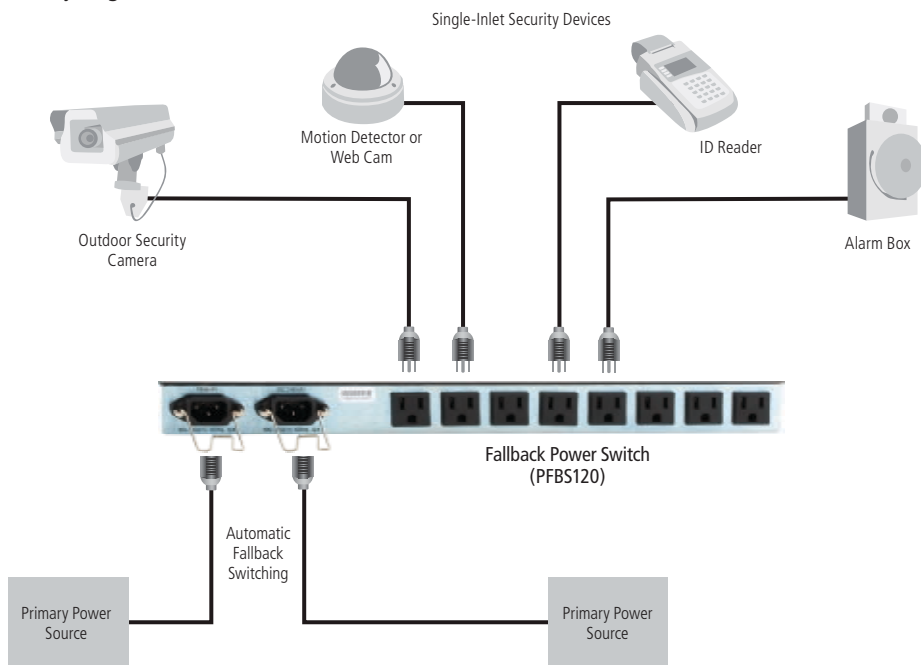 Single-Inlet Security Devices
Motion Detector or
Web Cam
ID Reader
Outdoor Security
Camera
Alarm Box
Fallback Power Switch
(PFBS120)
Automatic
Fallback
Switching
Primary Power
Source
Primary Power
Source